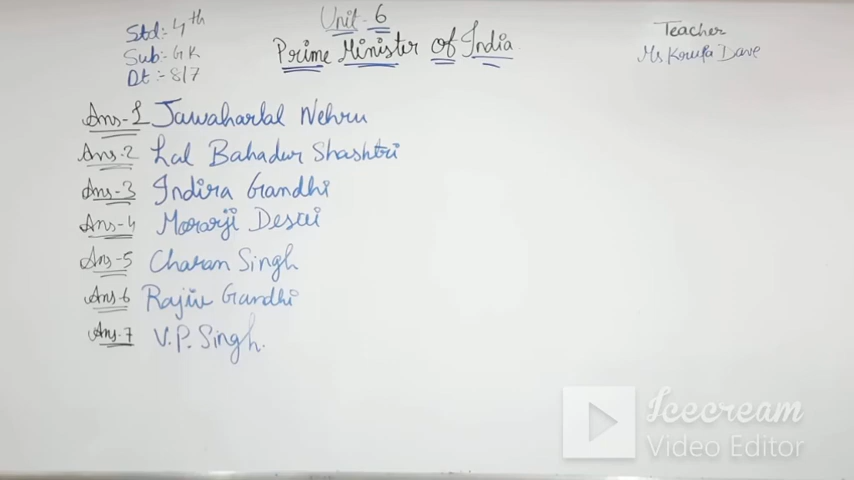 Unit - 6
Std:- 4th
Teacher
Prime Minister of India
Sub:- GK
Ms Krupa Dave
Dt :- 8/7
Ans-1 Jawaharlal Nehru
Ans-2 Lal Bahadur Shashtri
Ans-3 Indira Gandhi
Ans-4 Morarji Desai
Ans-5 Charan Singh
Ans-6 Rajiv Gandhi
Ans-7 V.P. Singh.
Icecream
Video Editor